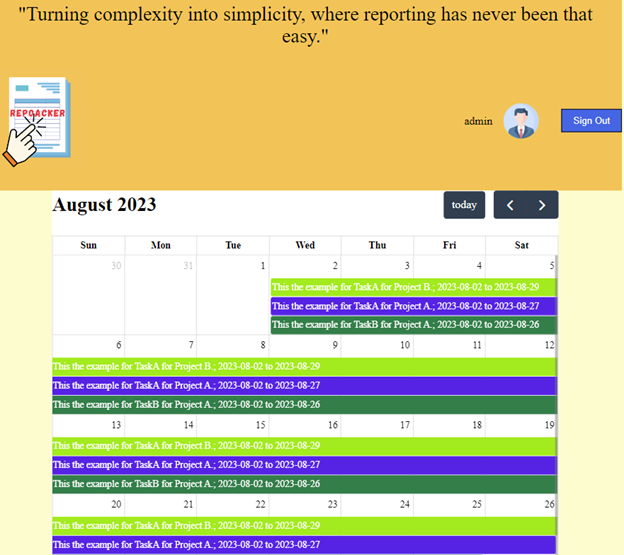 "Turning complexity into simplicity, where reporting has never been that
easy."
REPOACKER
admin
Sign Out
August 2023
today
Sun Mon Tue Wed Thu Fri Sat
30 31 1 2 3 4 5
This the example for TaskA for Project B.; 2023-08-02 to 2023-08-29
This the example for TaskA for Project A.; 2023-08-02 to 2023-08-27
This the example for TaskB for Project A.; 2023-08-02 to 2023-08-26
6 7 8 9 10 11 12
This the example for TaskA for Project B.; 2023-08-02 to 2023-08-29
This the example for TaskA for Project A.; 2023-08-02 to 2023-08-27
This the example for TaskB for Project A.; 2023-08-02 to 2023-08-26
13 14 15 16 17 18 19
This the example for TaskA for Project B.; 2023-08-02 to 2023-08-29
This the example for TaskA for Project A.; 2023-08-02 to 2023-08-27
This the example for TaskB for Project A.; 2023-08-02 to 2023-08-26
20 21 22 23 24 25 26
This the example for TaskA for Project B.; 2023-08-02 to 2023-08-29
This the example for TaskA for Project A.; 2023-08-02 to 2023-08-27